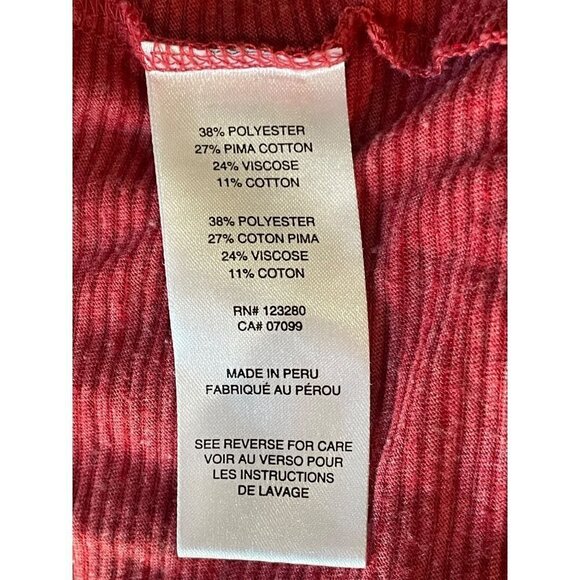 38% POLYESTER
27% PIMA COTTON
24% VISCOSE
11% COTTON
38% POLYESTER
27% COTON PIMA
24% VISCOSE
11% COTON
RN# 123280
CA# 07099
MADE IN PERU
FABRIQUÉ AU PÉROU
SEE REVERSE FOR CARE
VOIR AU VERSO POUR
LES INSTRUCTIONS
DE LAVAGE